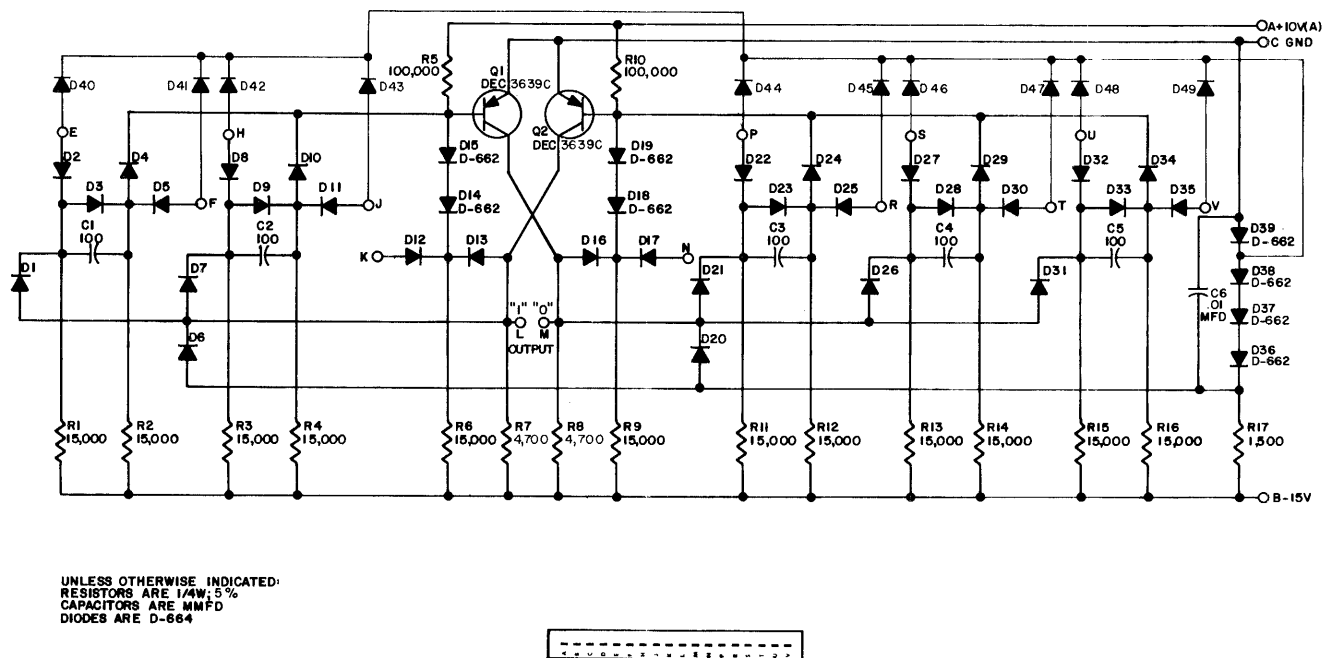 A+10V(A)
C GND
R5
100,000
Q1
DEC 3639C
R10
100,000
D40
D41
D42
D43
D44
D45
D46
D47
D48
D49
E
H
Q2
DEC 3639C
P
S
U
D2
D4
D8
D10
D15
D-662
D19
D-662
D22
D24
D27
D29
D32
D34
D3
D5
F
D9
D11
J
D14
D-662
D18
D-662
D23
D25
R
D28
D30
T
D33
D35
V
C1
100
C2
100
K
D12
D13
D16
D17
N
C3
100
C4
100
C5
100
D39
D-662
D1
D7
D21
D26
D31
D38
D-662
C6
.01
MFD
D37
D-662
"1" "0"
L M
OUTPUT
D6
D20
D36
D-662
R1
15,000
R2
15,000
R3
15,000
R4
15,000
R6
15,000
R7
4,700
R8
4,700
R9
15,000
R11
15,000
R12
15,000
R13
15,000
R14
15,000
R15
15,000
R16
15,000
R17
1,500
B-15V
UNLESS OTHERWISE INDICATED:
RESISTORS ARE 1/4W; 5%
CAPACITORS ARE MMFD
DIODES ARE D-664